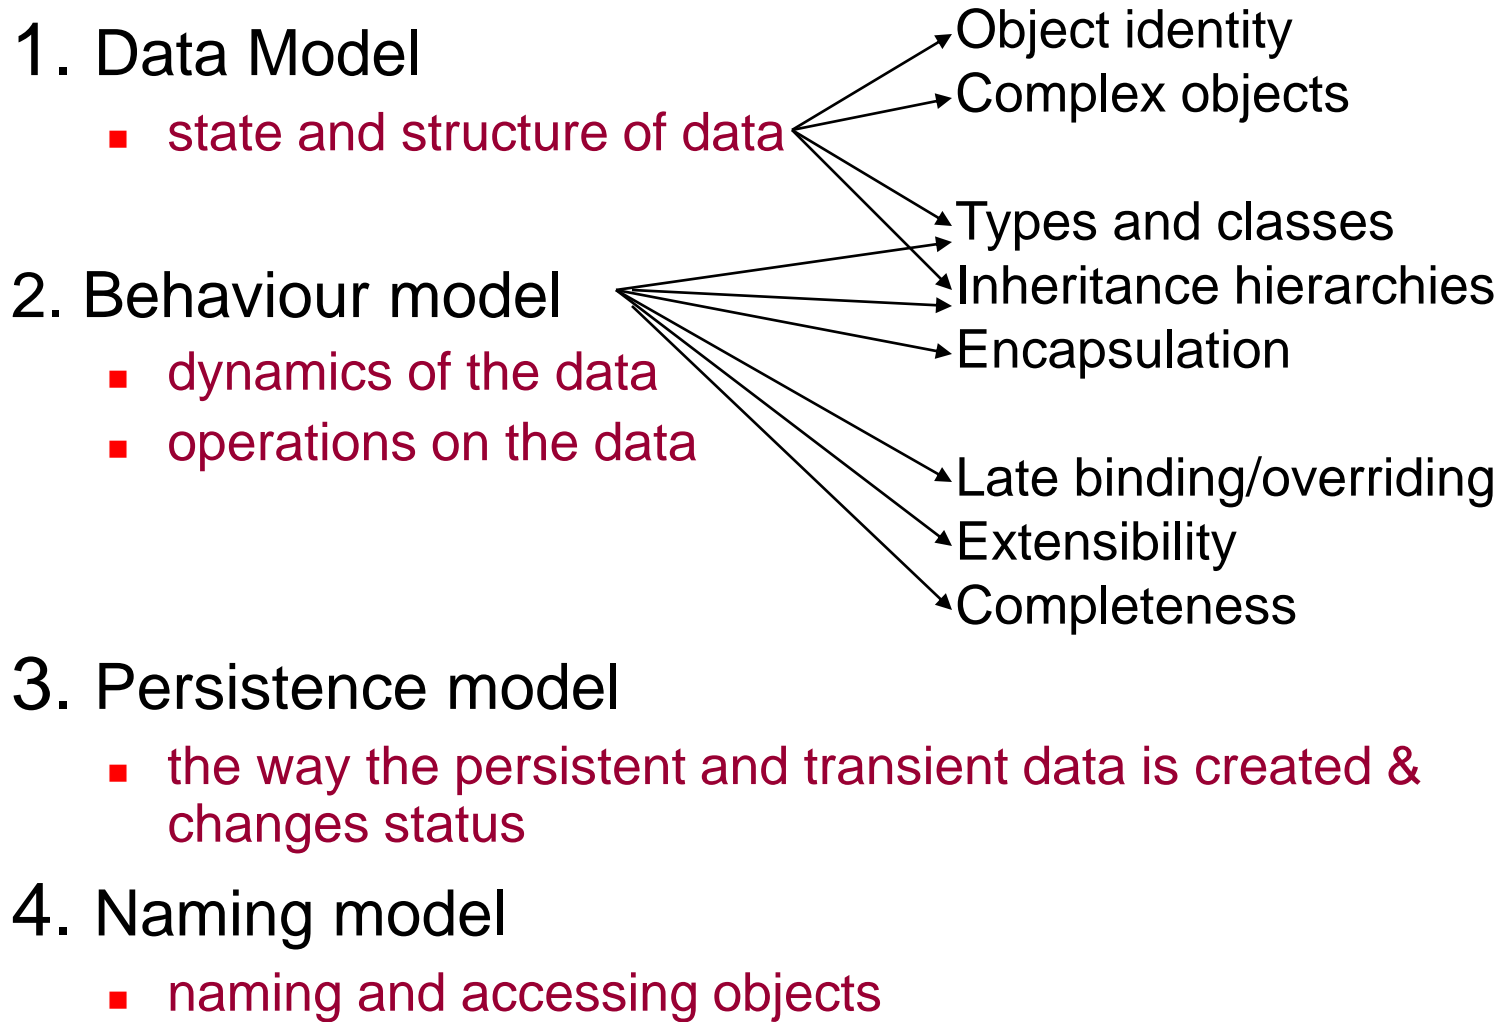 1. Data Model
▪ state and structure of data
2. Behaviour model
▪ dynamics of the data
▪ operations on the data
Object identity
Complex objects
Types and classes
Inheritance hierarchies
Encapsulation
Late binding/overriding
Extensibility
Completeness
3. Persistence model
▪ the way the persistent and transient data is created &
changes status
4. Naming model
▪ naming and accessing objects